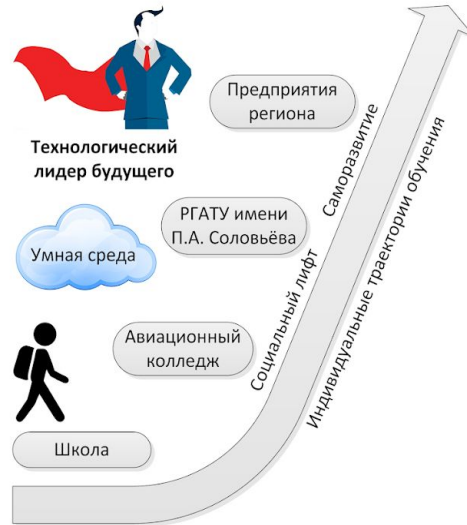 Предприятия
региона
Технологический
лидер будущего
РГАТУ имени
П.А. Соловьёва
Умная среда
Авиационный
колледж
Школа
Социальный лифт
Саморазвитие
Индивидуальные траектории обучения